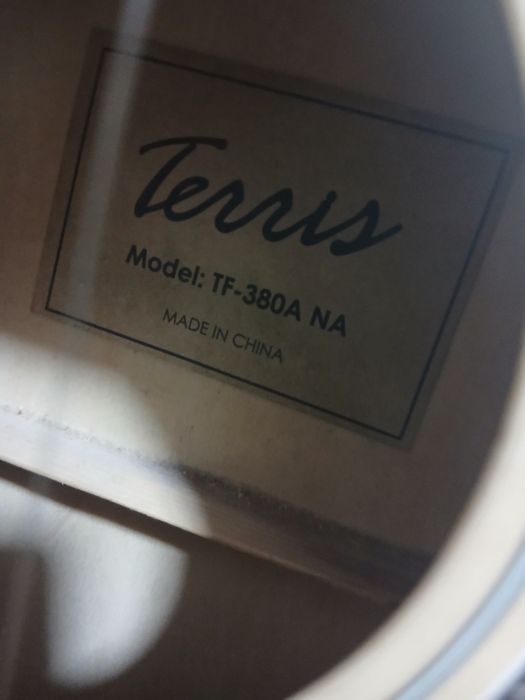 Terris
Model: TF-380A NA
MADE IN CHINA